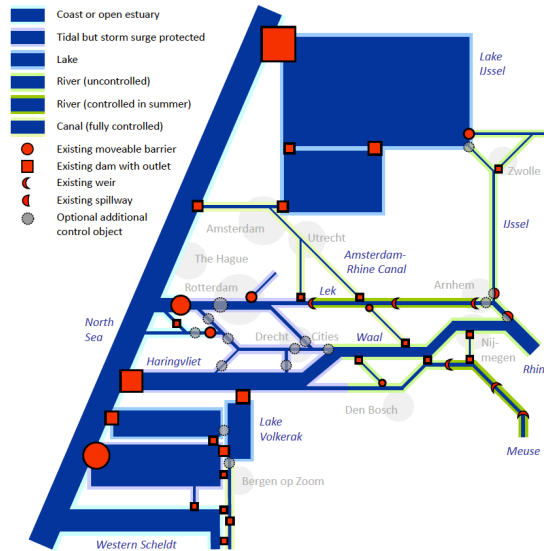 Coast or open estuary
Tidal but storm surge protected
Lake
River (uncontrolled)
River (controlled in summer)
Canal (fully controlled)
Existing moveable barrier
Existing dam with outlet
Existing weir
Existing spillway
Optional additional
control object
Lake
IJssel
Zwolle
IJssel
Amsterdam
Utrecht
The Hague
Amsterdam-
Rhine Canal
Rotterdam
Lek
Arnhem
North
Sea
Drecht
Cities
Waal
Nij-
megen
Haringvliet
Rhin
Den Bosch
Lake
Volkerak
Meuse
Bergen op Zoom
Western Scheldt